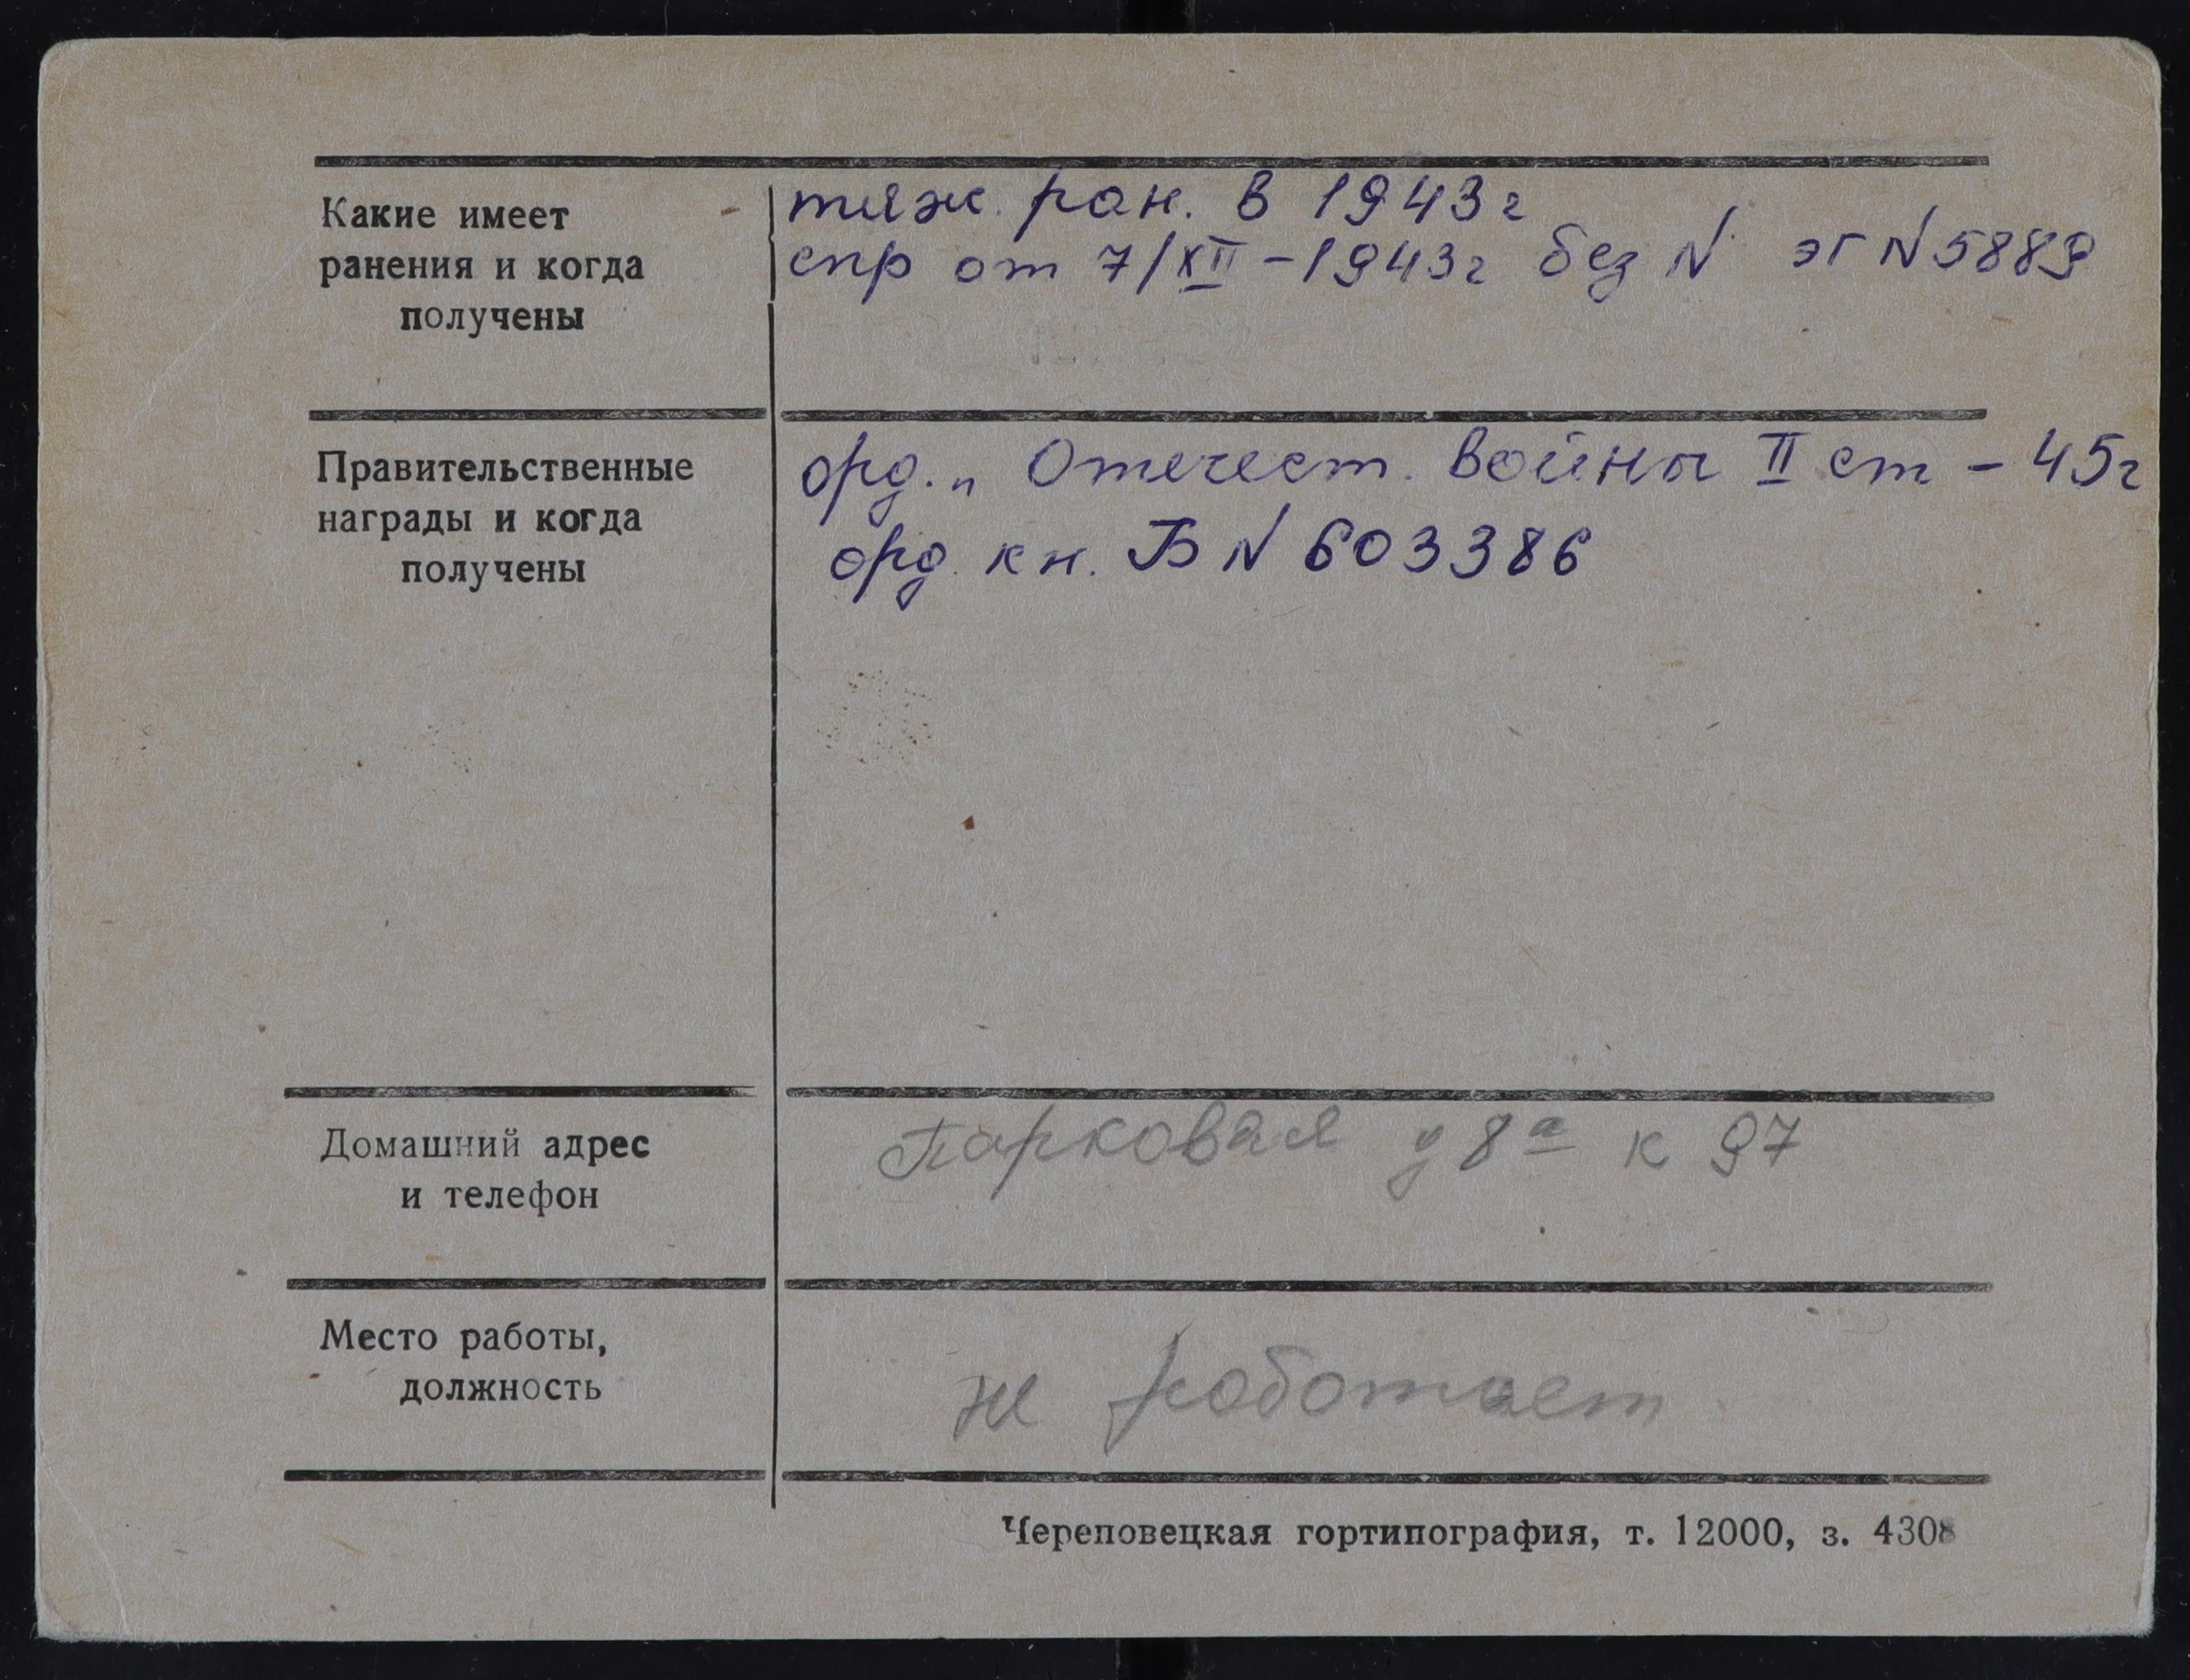 Какие имеет
ранения и когда
получены
тяж. ран. в 1943г
спр от 7/XII-1943г без N эг N 5889
Правительственные
награды и когда
получены
орд. „ Отечест. Войны II ст - 45г
орд. кн. Б N 603386
Домашний адрес
и телефон
Парковая д 8а к 97
Место работы,
должность
не работает
Череповецкая гортипография, т. 12000, з. 4308